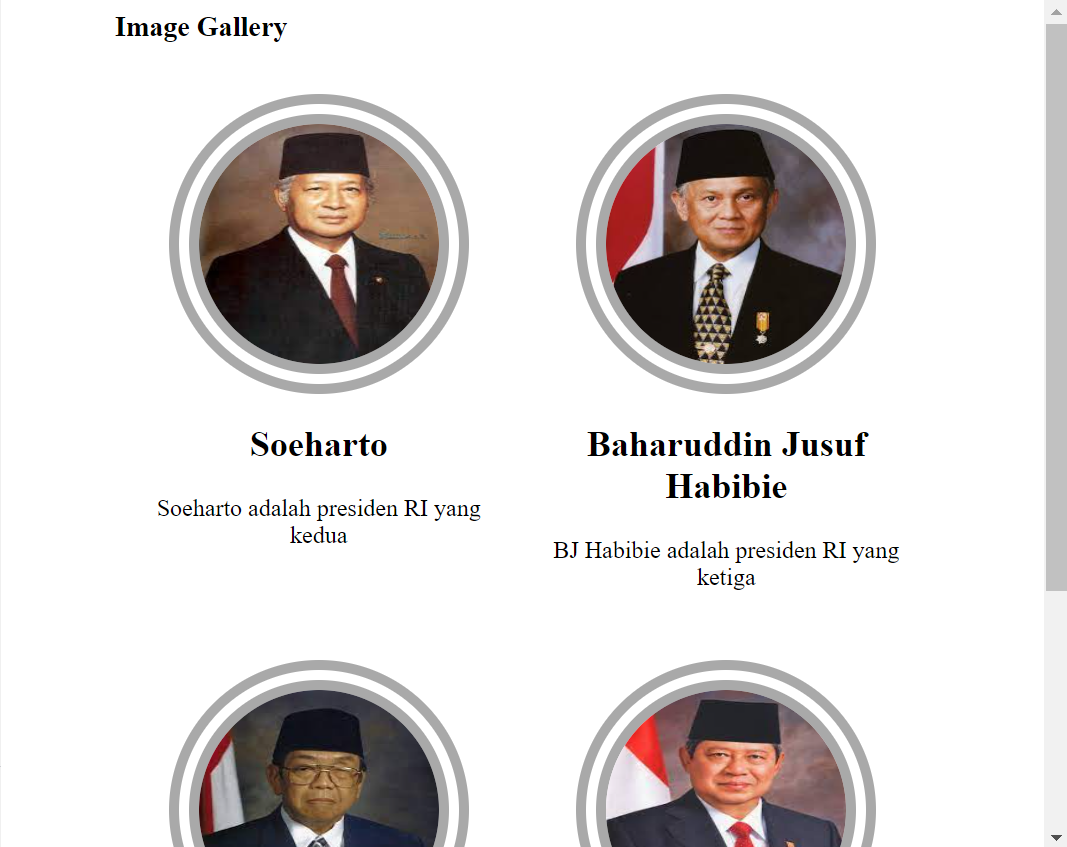 Image Gallery
Soeharto
Baharuddin Jusuf
Habibie
Soeharto adalah presiden RI yang
kedua
BJ Habibie adalah presiden RI yang
ketiga